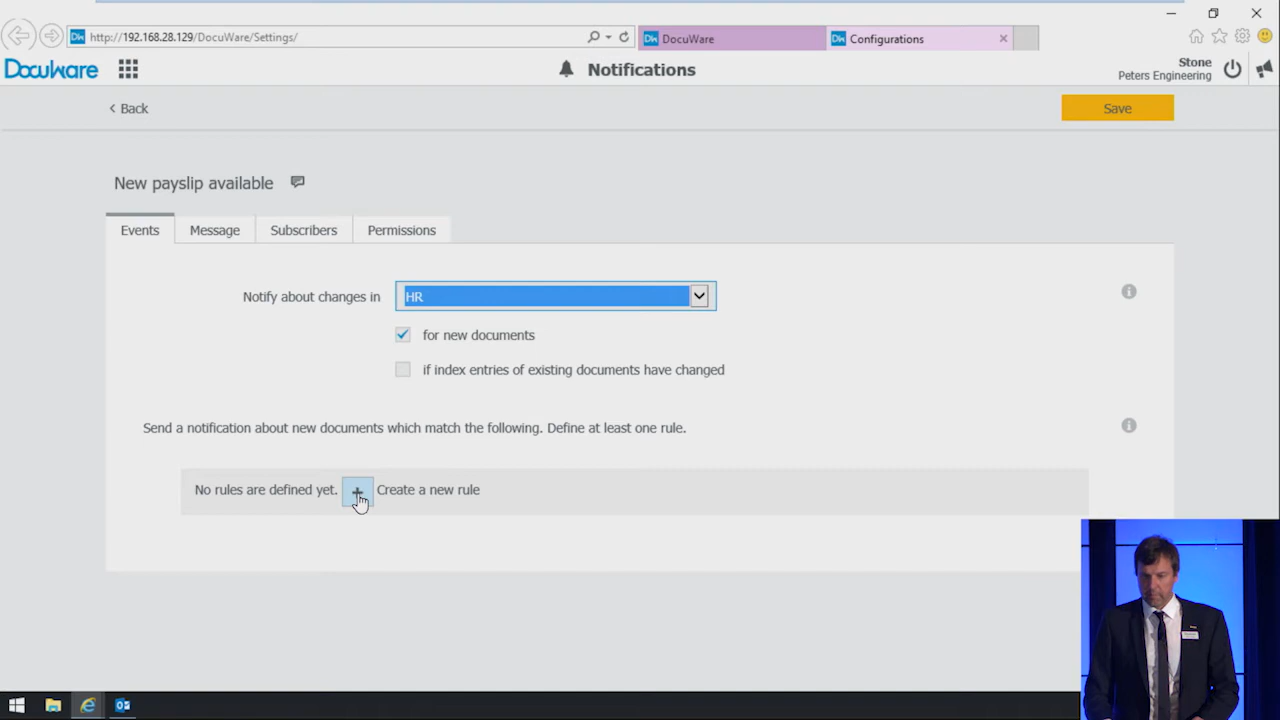 http://192.168.28.129/DocuWare/Settings/
DocuWare
Configurations
DocuWare
Notifications
Stone
Peters Engineering
Back
Save
New payslip available
Events
Message
Subscribers
Permissions
Notify about changes in
HR
for new documents
if index entries of existing documents have changed
Send a notification about new documents which match the following. Define at least one rule.
No rules are defined yet.
Create a new rule